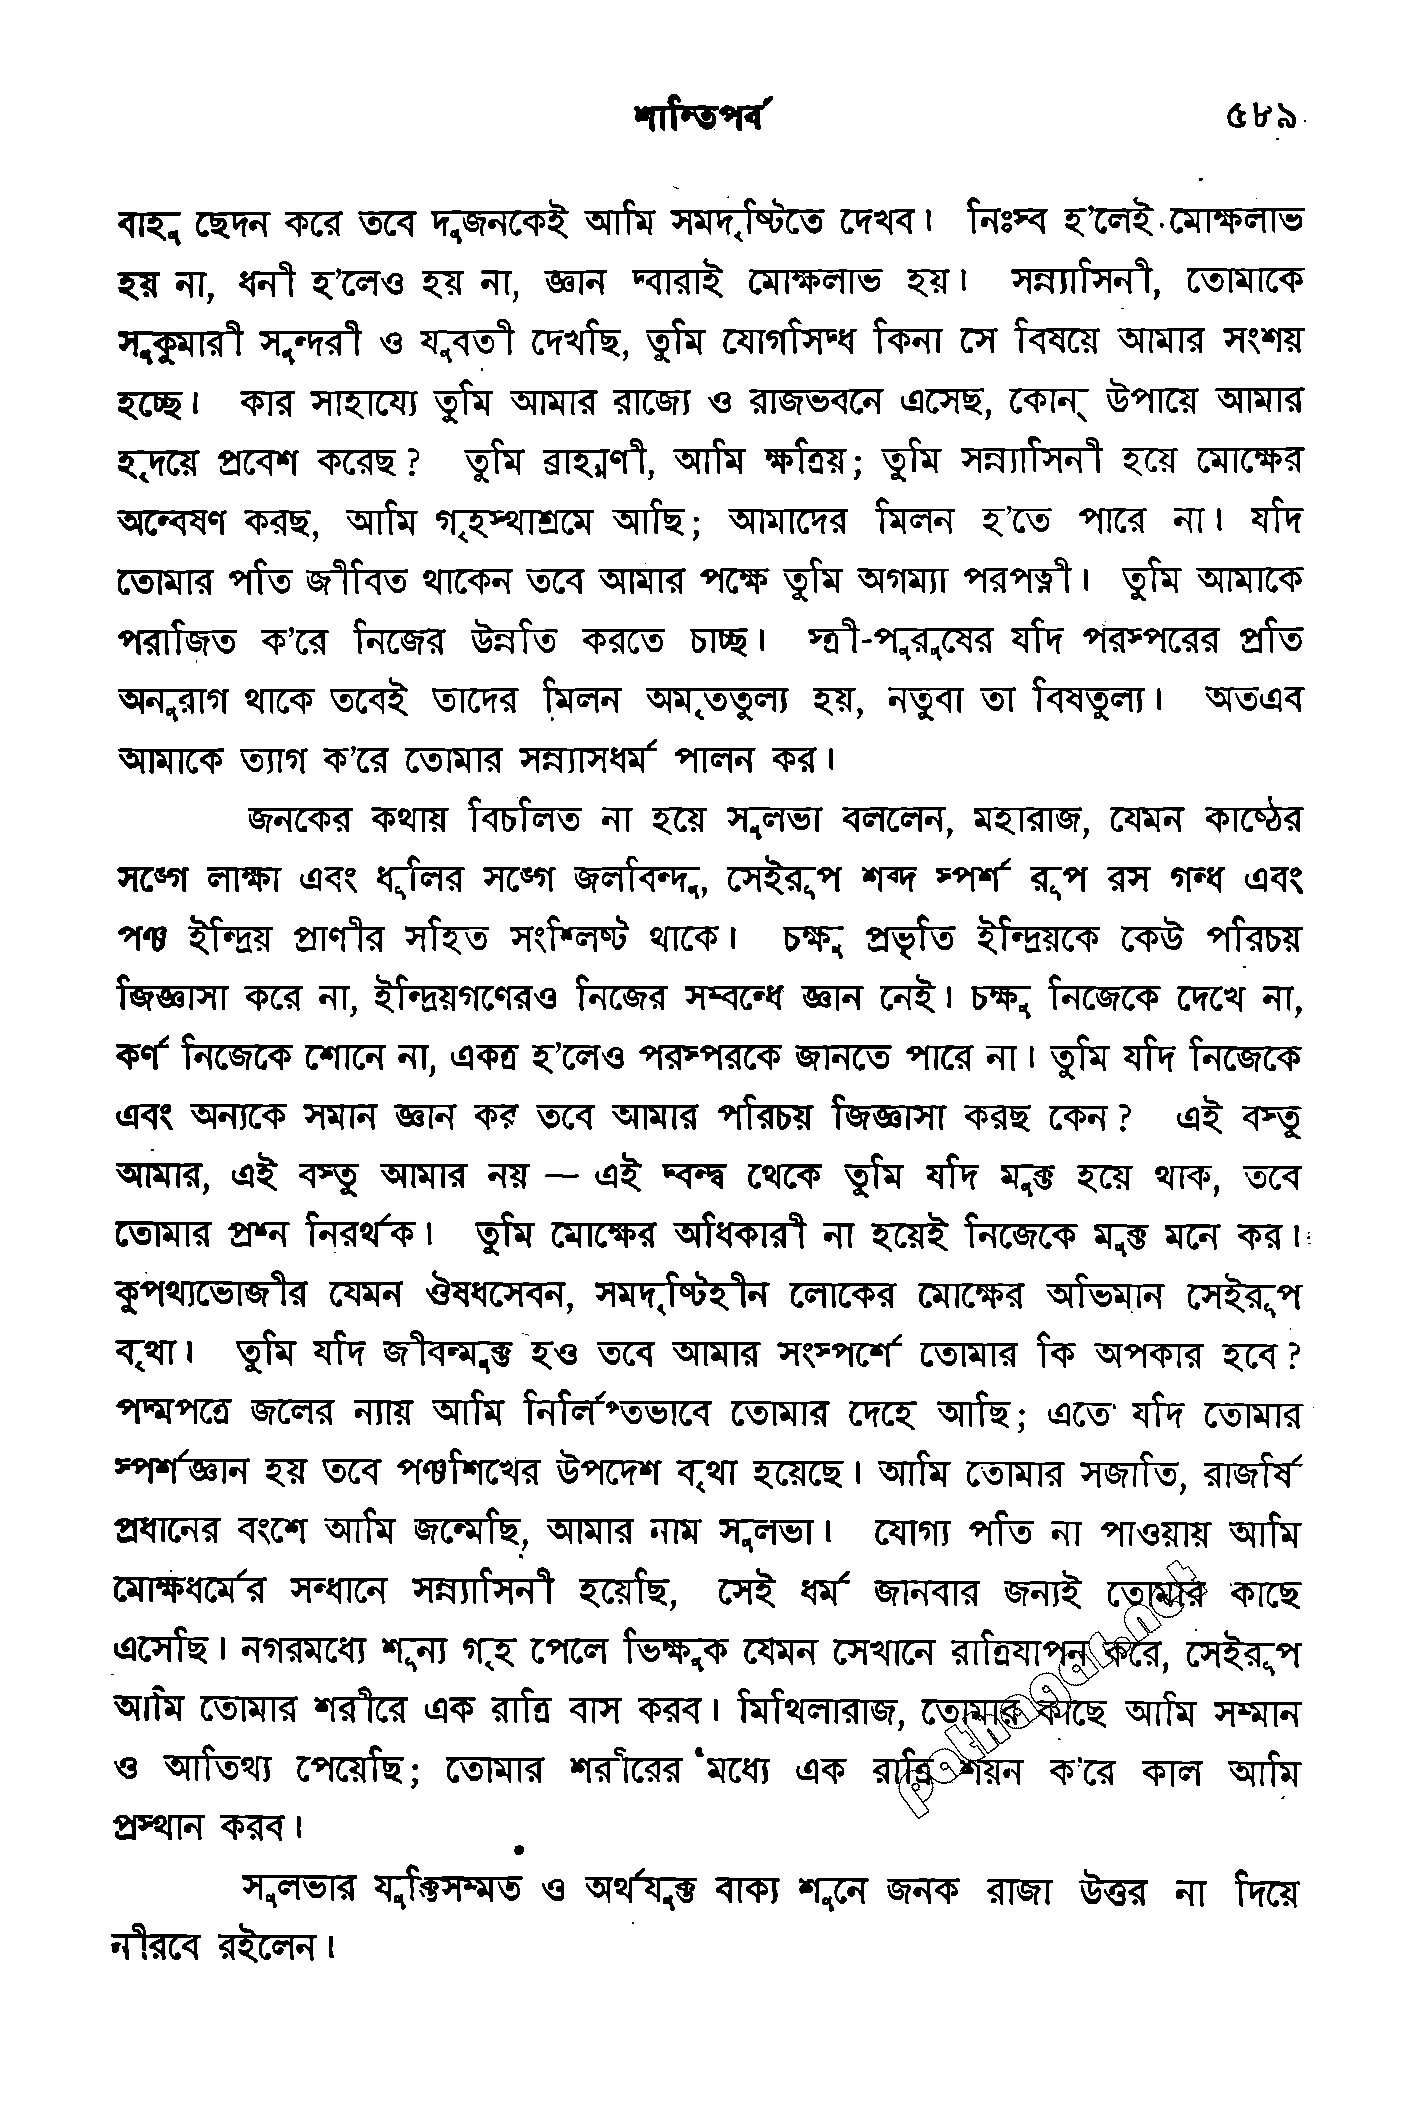 শান্তিপর্ব ৫৮৯
বাহু ছেদন করে তবে দুজনকেই আমি সমদৃষ্টিতে দেখব। নিঃস্ব হ’লেই মোক্ষলাভ
হয় না, ধনী হ’লেও হয় না, জ্ঞান দ্বারাই মোক্ষলাভ হয়। সন্ন্যাসিনী, তোমাকে
সুকুমারী সুন্দরী ও যুবতী দেখছি, তুমি যোগসিদ্ধ কিনা সে বিষয়ে আমার সংশয়
হচ্ছে। কার সাহায্যে তুমি আমার রাজ্যে ও রাজভবনে এসেছ, কোন্ উপায়ে আমার
হৃদয়ে প্রবেশ করেছ? তুমি ব্রাহ্মণী, আমি ক্ষত্রিয়; তুমি সন্ন্যাসিনী হয়ে মোক্ষের
অন্বেষণ করছ, আমি গৃহস্থাশ্রমে আছি; আমাদের মিলন হ’তে পারে না। যদি
তোমার পতি জীবিত থাকেন তবে আমার পক্ষে তুমি অগম্যা পরপত্নী। তুমি আমাকে
পরাজিত ক’রে নিজের উন্নতি করতে চাচ্ছ। স্ত্রী-পুরুষের যদি পরস্পরের প্রতি
অনুরাগ থাকে তবেই তাদের মিলন অমৃততুল্য হয়, নতুবা তা বিষতুল্য। অতএব
আমাকে ত্যাগ ক’রে তোমার সন্ন্যাসধর্ম পালন কর।
জনকের কথায় বিচলিত না হয়ে সুলভা বললেন, মহারাজ, যেমন কাষ্ঠের
সঙ্গে লাক্ষা এবং ধূলির সঙ্গে জলবিন্দু, সেইরূপ শব্দ স্পর্শ রূপ রস গন্ধ এবং
পঞ্চ ইন্দ্রিয় প্রাণীর সহিত সংশ্লিষ্ট থাকে। চক্ষু প্রভৃতি ইন্দ্রিয়কে কেউ পরিচয়
জিজ্ঞাসা করে না, ইন্দ্রিয়গণেরও নিজের সম্বন্ধে জ্ঞান নেই। চক্ষু নিজেকে দেখে না,
কর্ণ নিজেকে শোনে না, একত্র হ’লেও পরস্পরকে জানতে পারে না। তুমি যদি নিজেকে
এবং অন্যকে সমান জ্ঞান কর তবে আমার পরিচয় জিজ্ঞাসা করছ কেন? এই বস্তু
আমার, এই বস্তু আমার নয় — এই দ্বন্দ্ব থেকে তুমি যদি মুক্ত হয়ে থাক, তবে
তোমার প্রশ্ন নিরর্থক। তুমি মোক্ষের অধিকারী না হয়েই নিজেকে মুক্ত মনে কর।
কুপথ্যভোজীর যেমন ঔষধসেবন, সমদৃষ্টিহীন লোকের মোক্ষের অভিমান সেইরূপ
বৃথা। তুমি যদি জীবন্মুক্ত হও তবে আমার সংস্পর্শে তোমার কি অপকার হবে?
পদ্মপত্রে জলের ন্যায় আমি নির্লিপ্তভাবে তোমার দেহে আছি; এতে যদি তোমার
স্পর্শজ্ঞান হয় তবে পঞ্চশিখের উপদেশ বৃথা হয়েছে। আমি তোমার সজাতি, রাজর্ষি
প্রধানের বংশে আমি জন্মেছি, আমার নাম সুলভা। যোগ্য পতি না পাওয়ায় আমি
মোক্ষধর্মের সন্ধানে সন্ন্যাসিনী হয়েছি, সেই ধর্ম জানবার জন্যই তোমার কাছে
এসেছি। নগরমধ্যে শূন্য গৃহ পেলে ভিক্ষুক যেমন সেখানে রাত্রিযাপন করে, সেইরূপ
আমি তোমার শরীরে এক রাত্রি বাস করব। মিথিলারাজ, তোমার কাছে আমি সম্মান
ও আতিথ্য পেয়েছি; তোমার শরীরের মধ্যে এক রাত্রি শয়ন ক’রে কাল আমি
প্রস্থান করব।
সুলভার যুক্তিসম্মত ও অর্থযুক্ত বাক্য শুনে জনক রাজা উত্তর না দিয়ে
নীরবে রইলেন।
pathagar.net